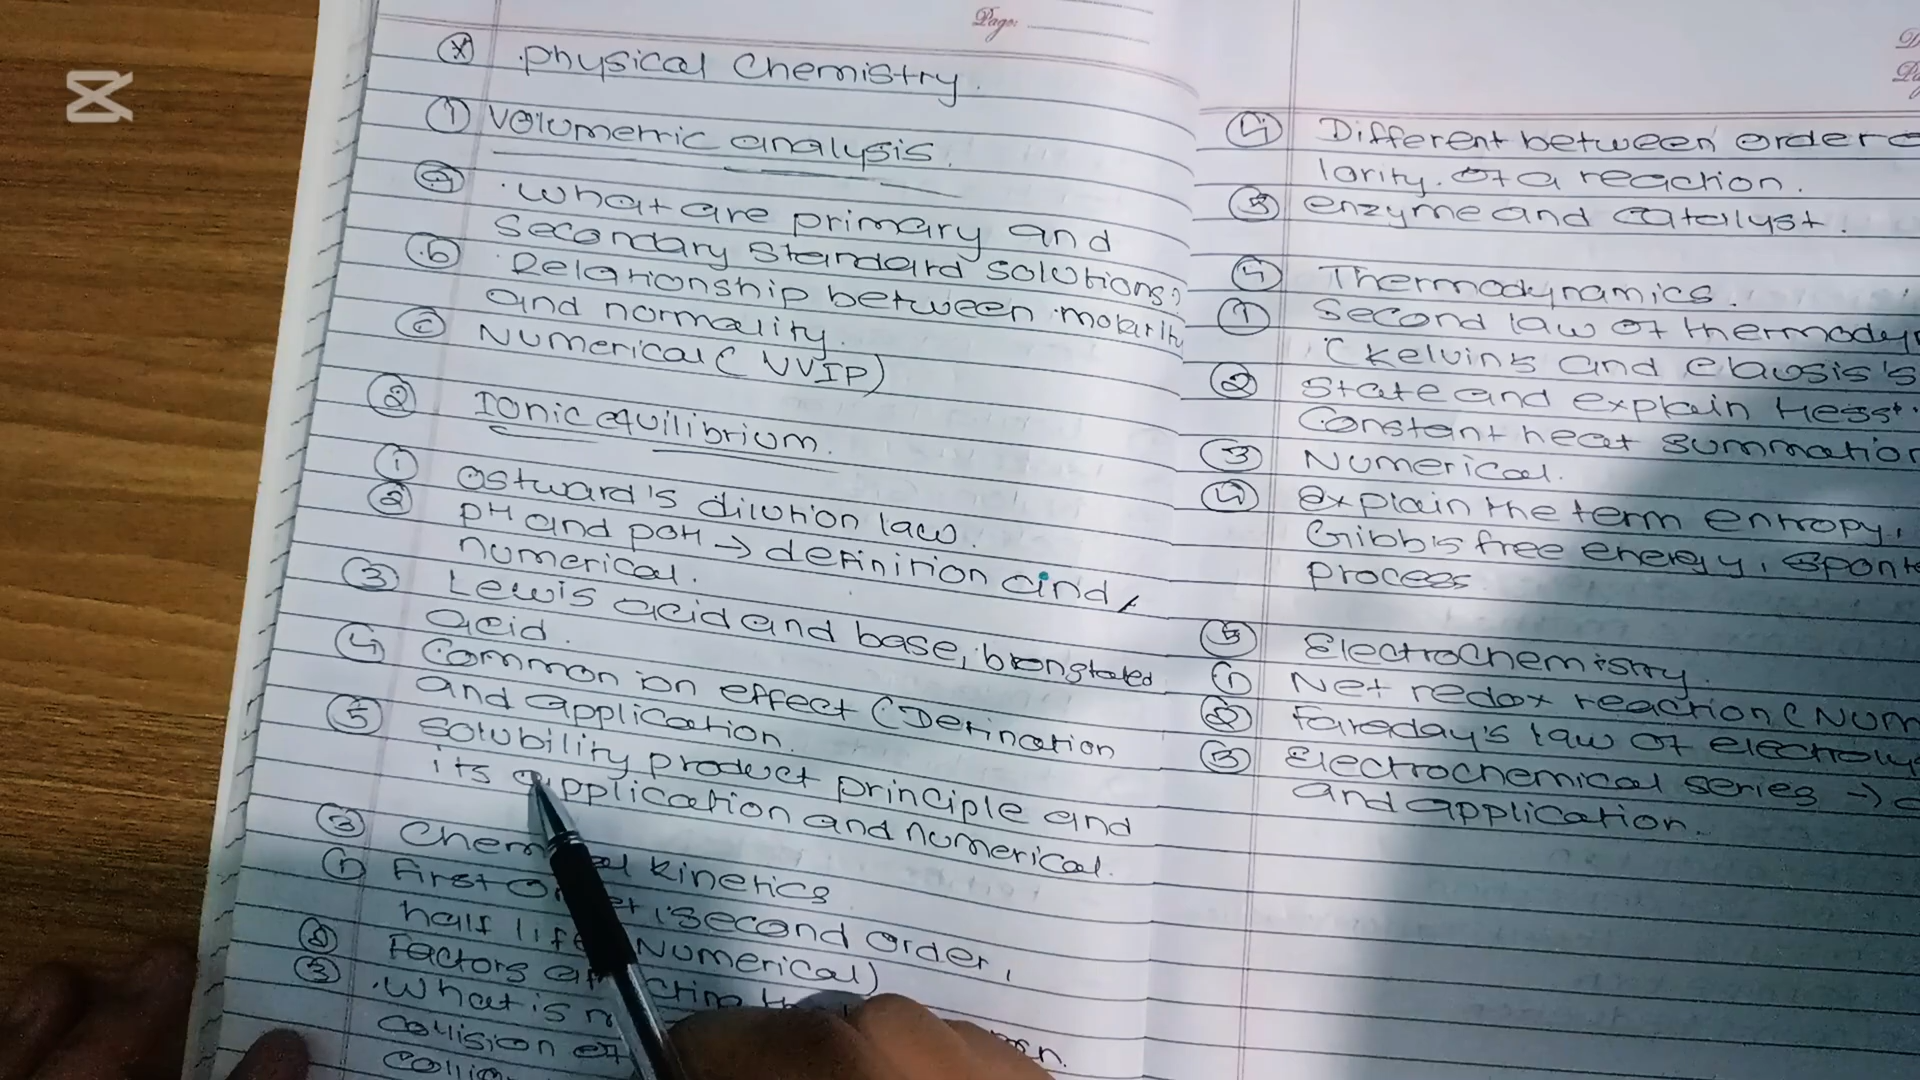 Page:
* Physical Chemistry.
① Volumetric analysis.
ⓐ What are primary and
Secondary Standard Solutions?
ⓑ Relationship between molarity
and normality.
ⓒ Numerical (VVIP)
② Ionic equilibrium.
① Ostward's dilution law.
② PH and POH → definition and
numerical.
③ Lewis acid and base,
acid.
④ Common ion effect (Defination
and application.
⑤ Solubility product principle and
its application and numerical.
③ Chemical kinetics
① First Order, Second Order,
half life (Numerical)
② Factors
③ What is
Collision
④ Different between order
larity. of a reaction.
⑤ enzyme and catalyst.
④ Thermodynamics.
① Second law of thermody
(Kelvin's and clausis's
② State and explain Hess's
Constant heat summation
③ Numerical.
④ explain the term entropy,
Gibb's free energy, Spont
process
⑤ Electrochemistry.
① Net redox reaction (Num
② Faraday's law of electroly
③ Electrochemical series →
and application.